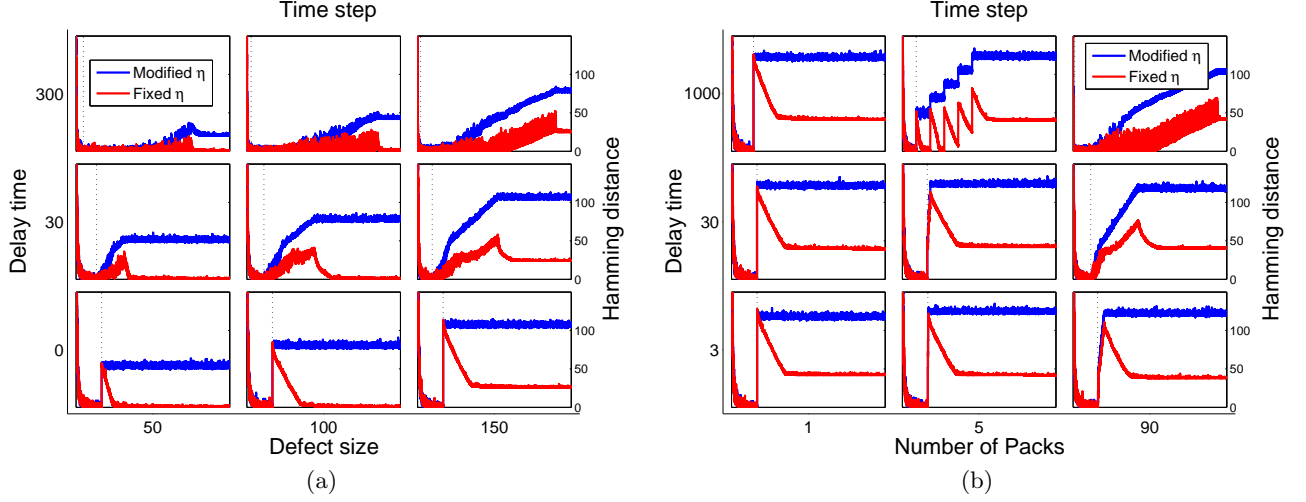 Time step
300
Modified η
Fixed η
100
50
0
Delay time
30
Hamming distance
100
50
0
0
100
50
0
50
100
150
Defect size
(a)
Time step
1000
Modified η
Fixed η
Modified η
Fixed η
100
50
0
Delay time
30
Hamming distance
100
50
0
3
100
50
0
1
5
90
Number of Packs
(b)